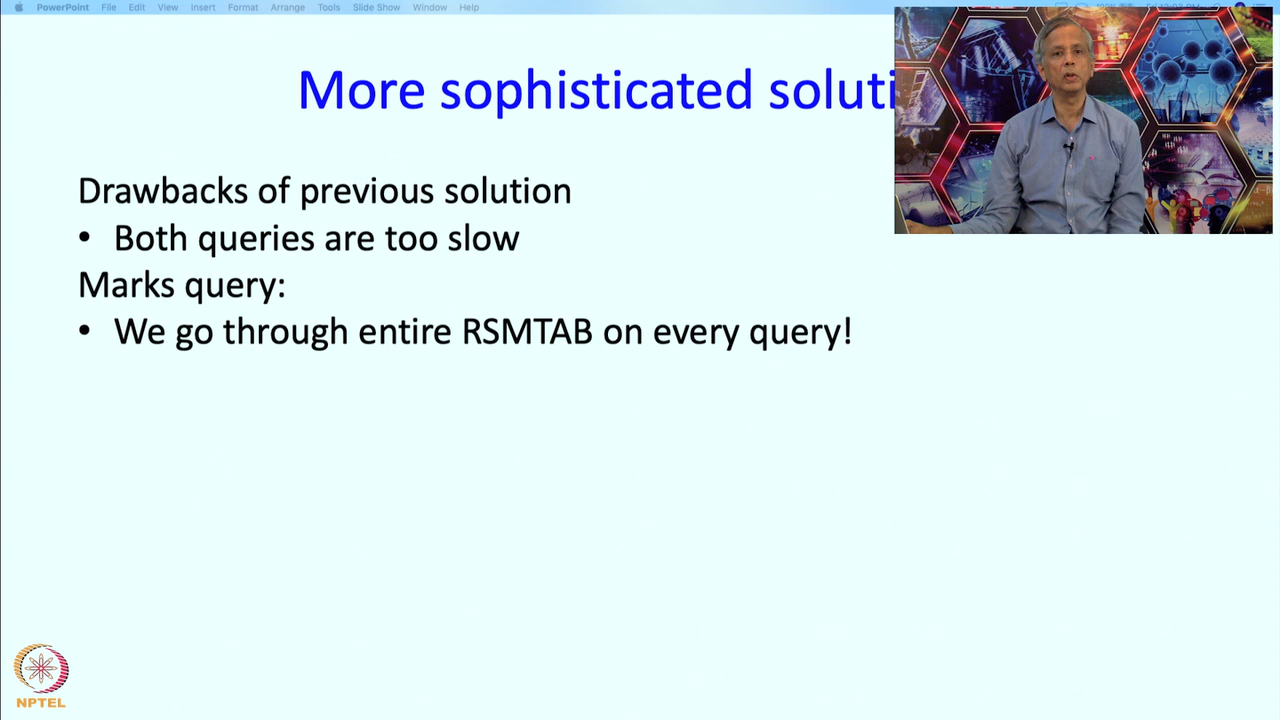 PowerPoint File Edit View Insert Format Arrange Tools Slide Show Window Help
More sophisticated soluti
Drawbacks of previous solution
• Both queries are too slow
Marks query:
• We go through entire RSMTAB on every query!
NPTEL